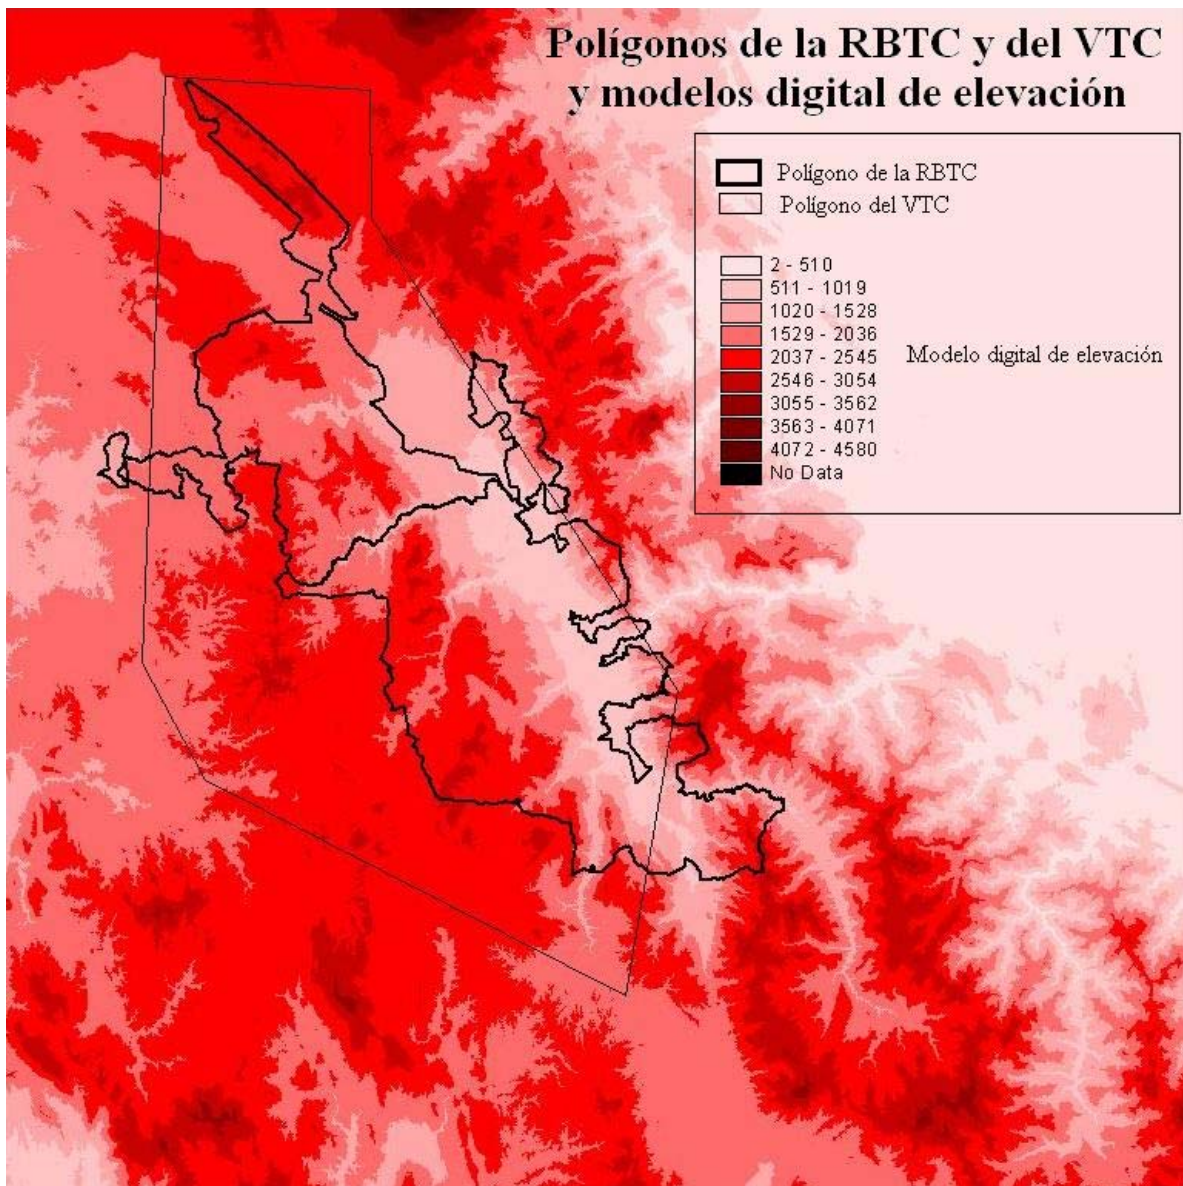 Polígonos de la RBTC y del VTC
y modelos digital de elevación
Polígono de la RBTC
Polígono del VTC
2 - 510
511 - 1019
1020 - 1528
1529 - 2036
2037 - 2545
2546 - 3054
3055 - 3562
3563 - 4071
4072 - 4580
No Data
Modelo digital de elevación